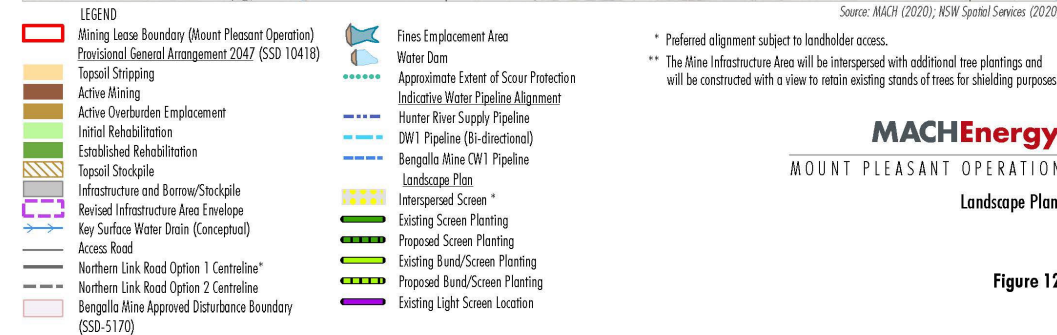 Source: MACH (2020); NSW Spatial Services (2020
LEGEND
Mining Lease Boundary (Mount Pleasant Operation)
Provisional General Arrangement 2047 (SSD 10418)
Topsoil Stripping
Active Mining
Active Overburden Emplacement
Initial Rehabilitation
Established Rehabilitation
Topsoil Stockpile
Infrastructure and Borrow/Stockpile
Revised Infrastructure Area Envelope
Key Surface Water Drain (Conceptual)
Access Road
Northern Link Road Option 1 Centreline*
Northern Link Road Option 2 Centreline
Bengalla Mine Approved Disturbance Boundary
(SSD-5170)
Fines Emplacement Area
Water Dam
Approximate Extent of Scour Protection
Indicative Water Pipeline Alignment
Hunter River Supply Pipeline
DW1 Pipeline (Bi-directional)
Bengalla Mine CW1 Pipeline
Landscape Plan
Interspersed Screen *
Existing Screen Planting
Proposed Screen Planting
Existing Bund/Screen Planting
Proposed Bund/Screen Planting
Existing Light Screen Location
* Preferred alignment subject to landholder access.
** The Mine Infrastructure Area will be interspersed with additional tree plantings and
will be constructed with a view to retain existing stands of trees for shielding purposes
MACHEnergy
MOUNT PLEASANT OPERATION
Landscape Plan
Figure 12